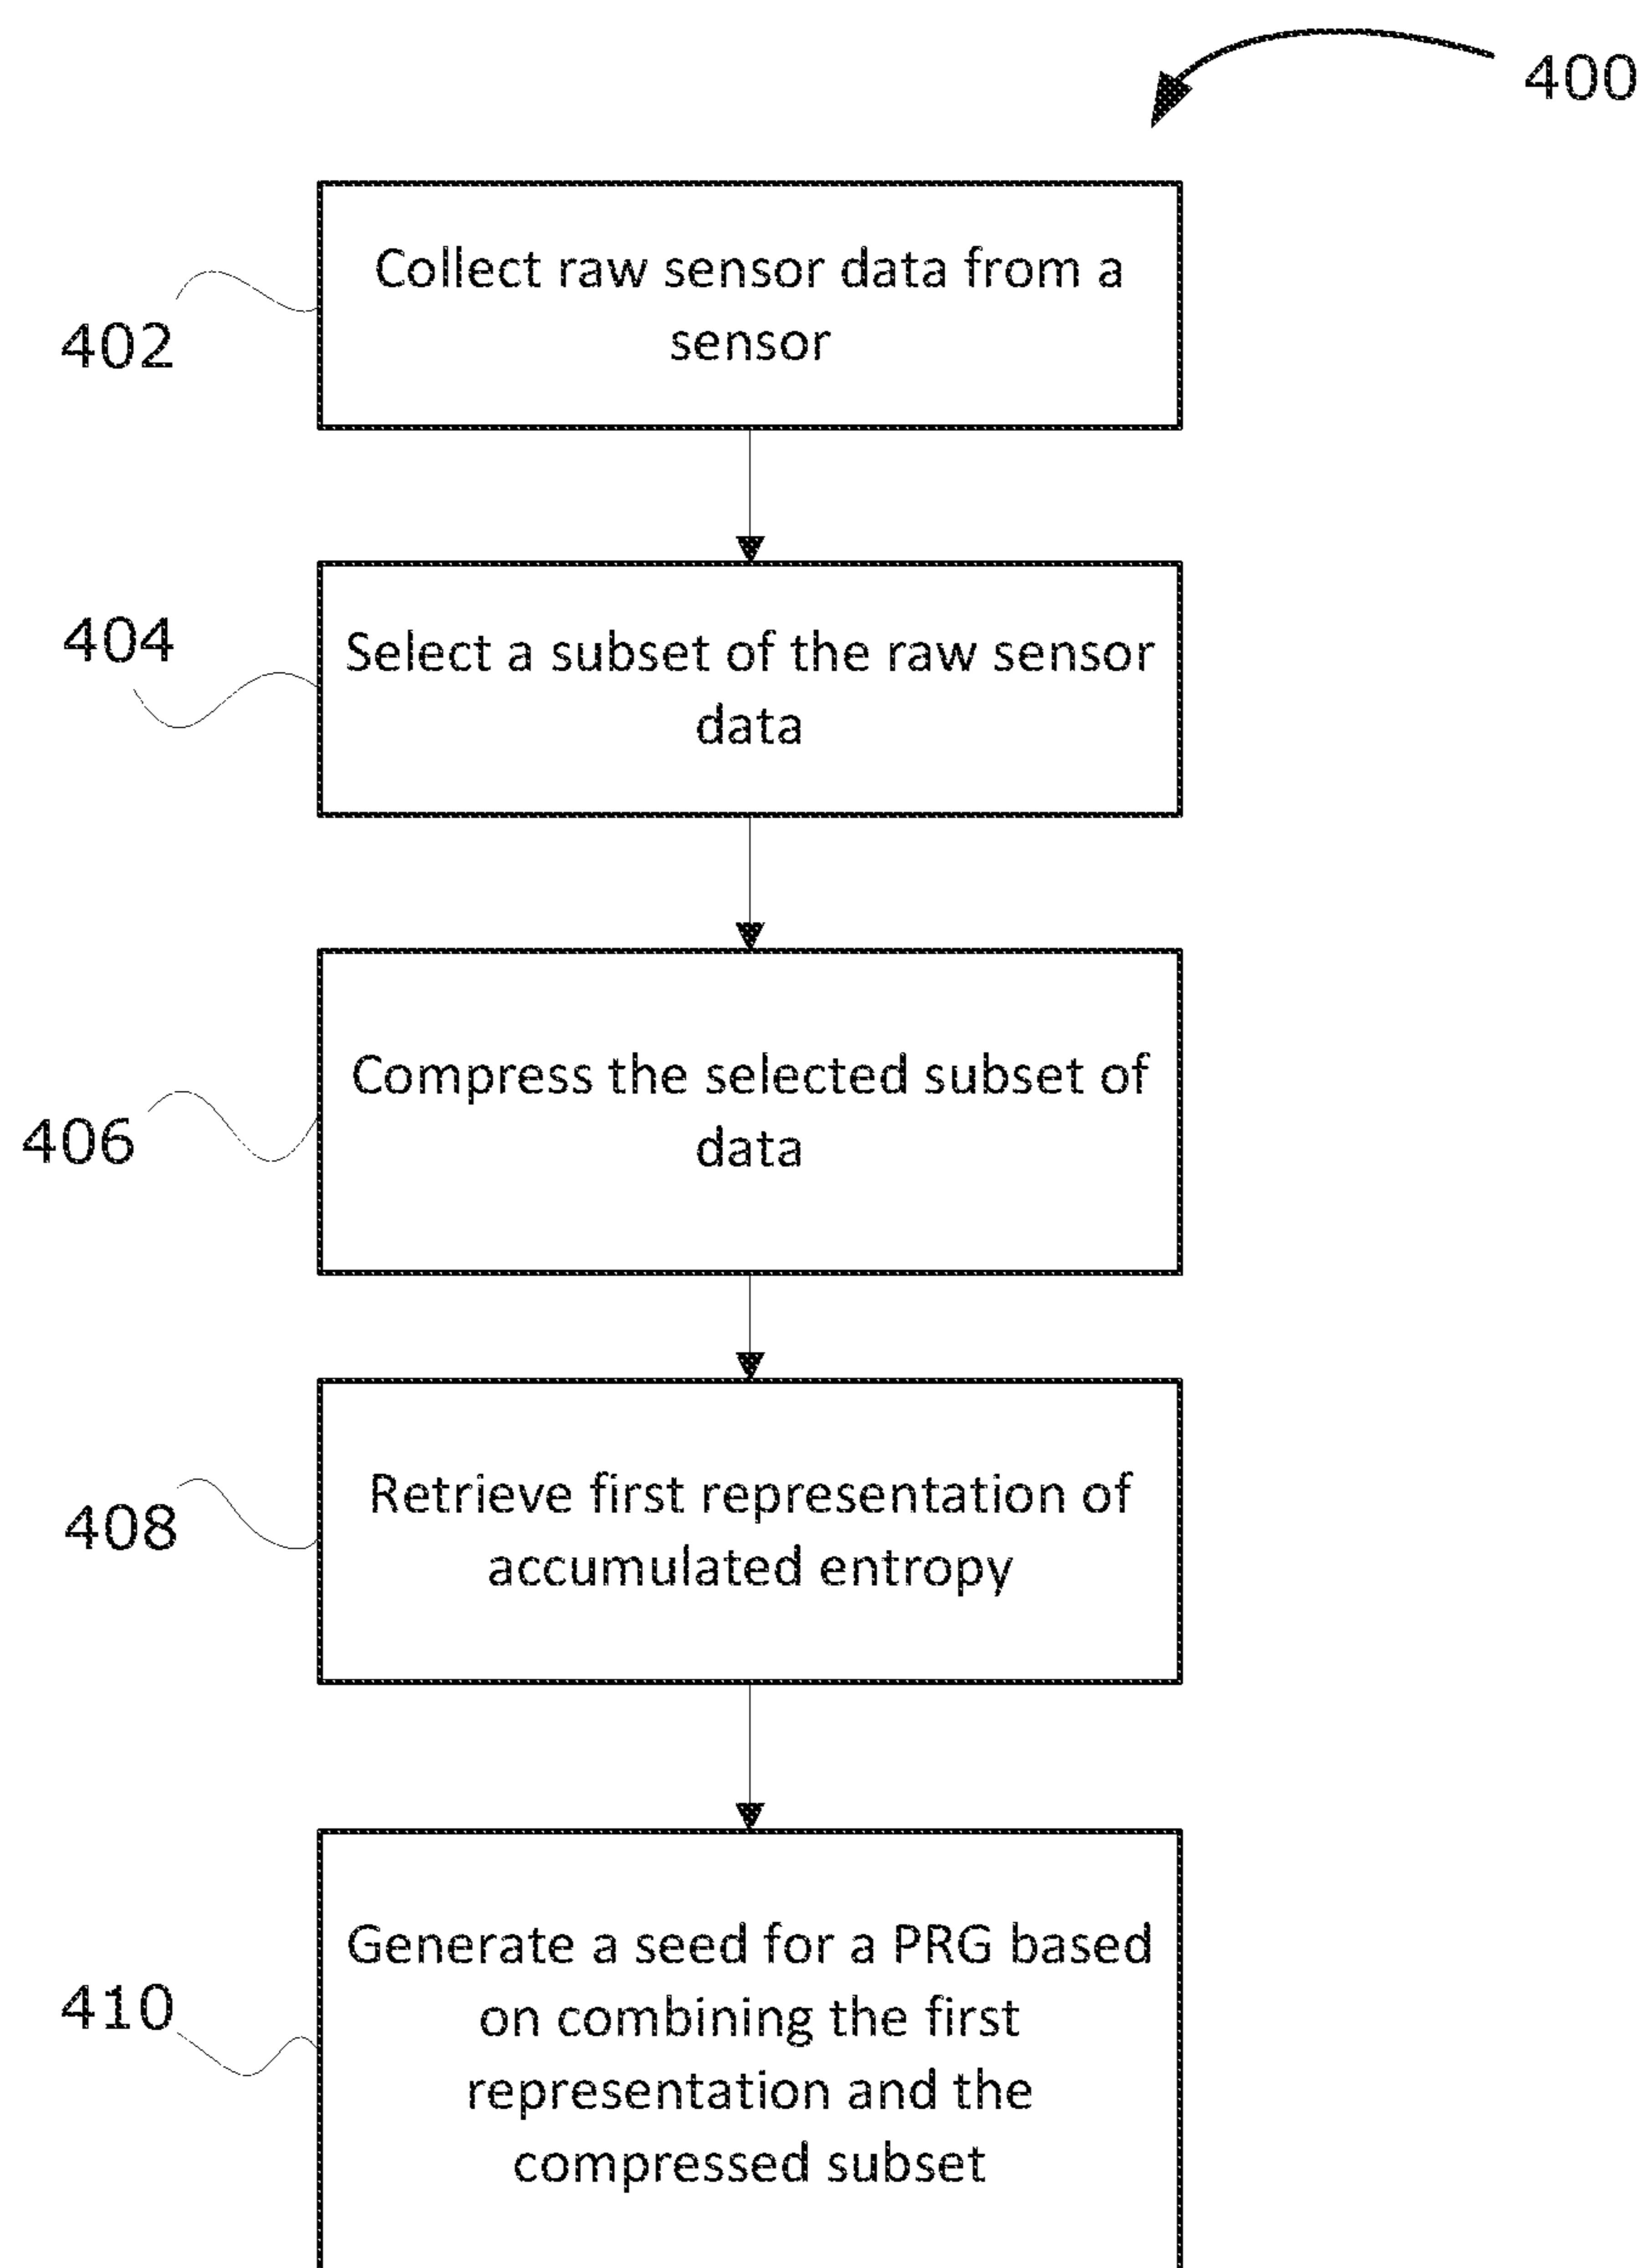 400
Collect raw sensor data from a
sensor
402
404
Select a subset of the raw sensor
data
Compress the selected subset of
data
406
Retrieve first representation of
accumulated entropy
408
Generate a seed for a PRG based
on combining the first
representation and the
compressed subset
410